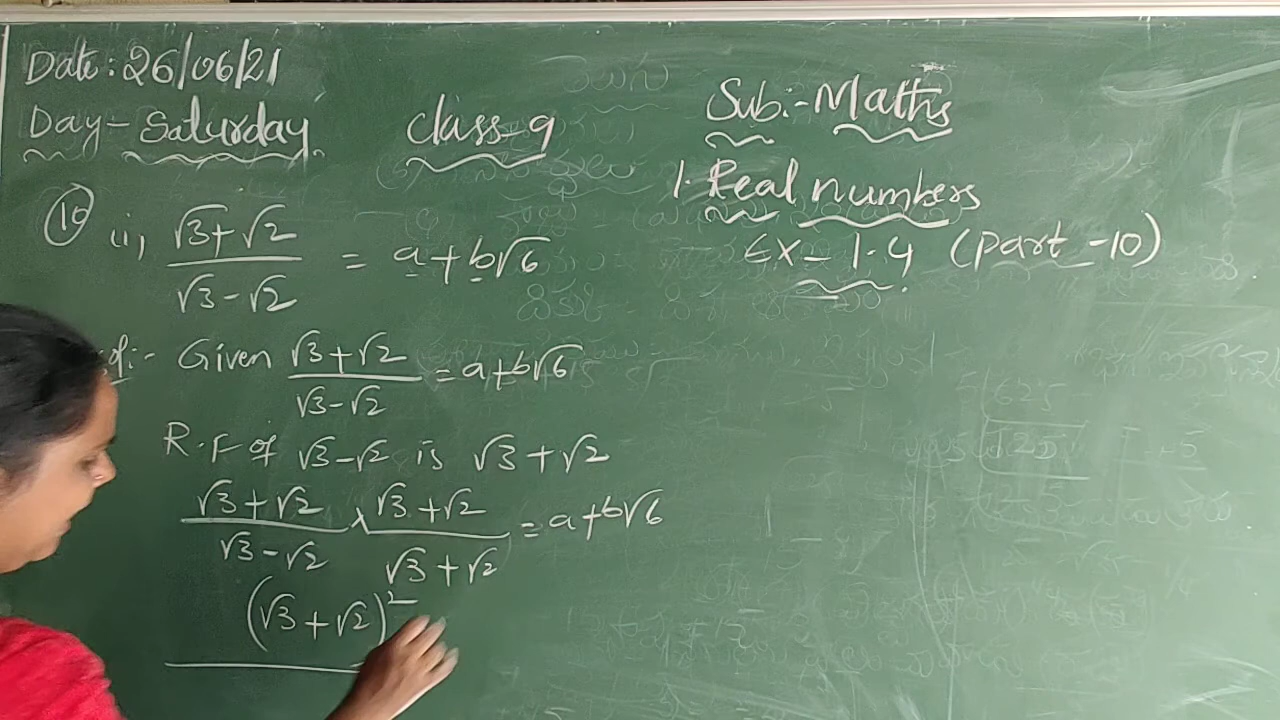 Date: 26/06/21
Day- Saturday
Class-9
Sub:-Maths
1. Real numbers
Ex-1.4 (part-10)
10 ii, √3+√2 / √3-√2 = a+b√6
Given √3+√2 / √3-√2 = a+b√6
R.F of √3-√2 is √3+√2
√3+√2 / √3-√2 × √3+√2 / √3+√2 = a+b√6
(√3+√2)²